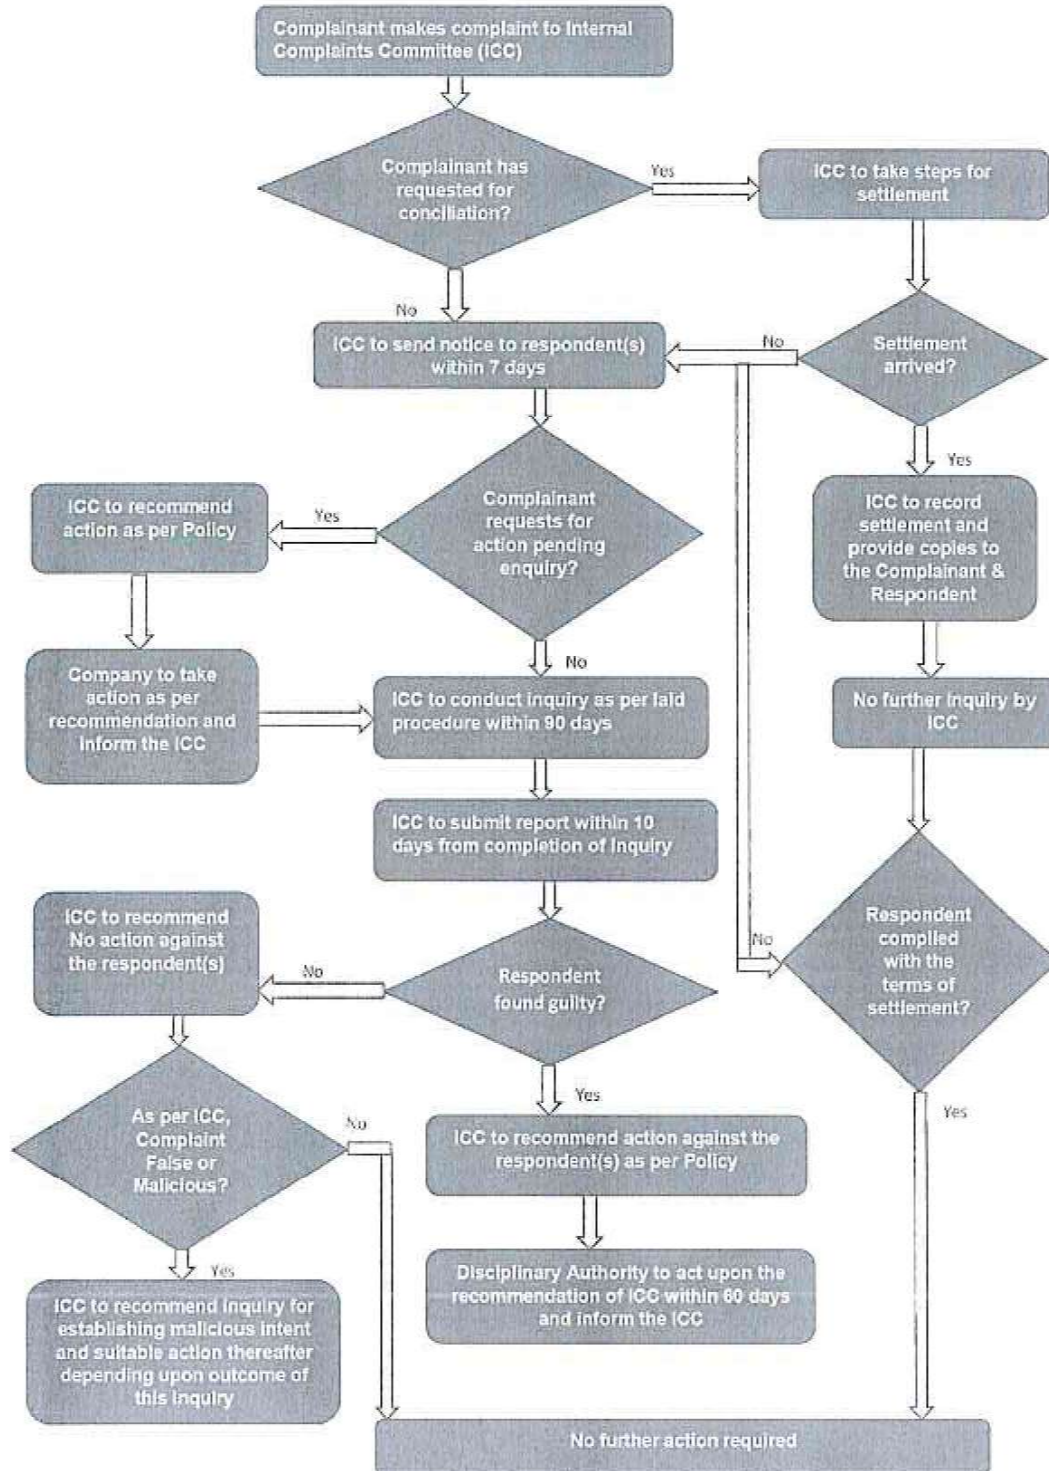 Complainant makes complaint to Internal
Complaints Committee (ICC)
Complainant has
requested for
conciliation?
Yes
ICC to take steps for
settlement
No
ICC to send notice to respondent(s)
within 7 days
No
Settlement
arrived?
Yes
ICC to record
settlement and
provide copies to
the Complainant &
Respondent
ICC to recommend
action as per Policy
Yes
Complainant
requests for
action pending
enquiry?
No
Company to take
action as per
recommendation and
inform the ICC
ICC to conduct inquiry as per laid
procedure within 90 days
No further inquiry by
ICC
ICC to submit report within 10
days from completion of Inquiry
ICC to recommend
No action against
the respondent(s)
No
Respondent
found guilty?
No
Respondent
complied
with the
terms of
settlement?
Yes
Yes
As per ICC,
Complaint
False or
Malicious?
No
ICC to recommend action against the
respondent(s) as per Policy
Yes
ICC to recommend inquiry for
establishing malicious intent
and suitable action thereafter
depending upon outcome of
this inquiry
Disciplinary Authority to act upon the
recommendation of ICC within 60 days
and inform the ICC
No further action required